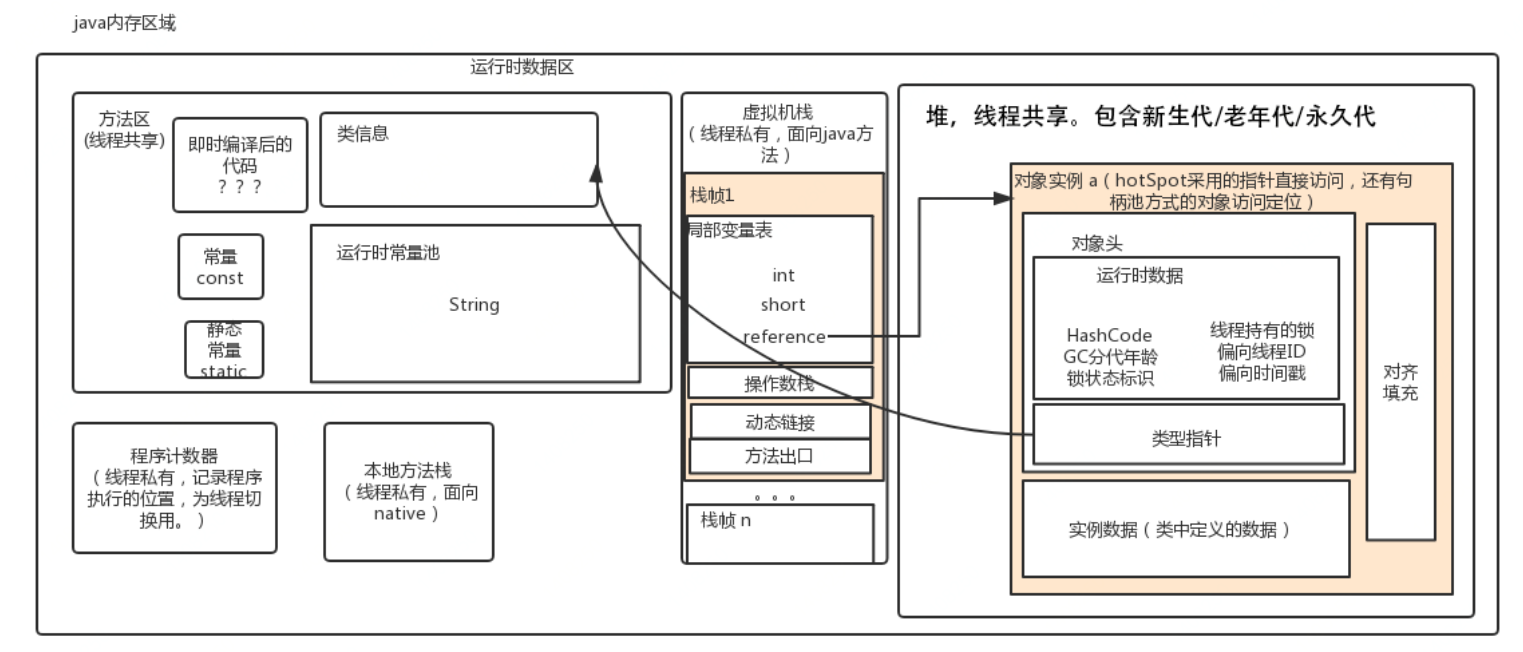 java内存区域
运行时数据区
方法区
(线程共享)
即时编译后的
代码
？？？
类信息
常量
const
运行时常量池
String
静态
常量
static
程序计数器
（线程私有，记录程序
执行的位置，为线程切
换用。）
本地方法栈
（线程私有，面向
native）
虚拟机栈
（线程私有，面向java方
法）
栈帧1
局部变量表
int
short
reference
操作数栈
动态链接
方法出口
。。。
栈帧 n
堆，线程共享。包含新生代/老年代/永久代
对象实例 a（hotSpot采用的指针直接访问，还有句
柄池方式的对象访问定位）
对象头
运行时数据
HashCode
GC分代年龄
锁状态标识
线程持有的锁
偏向线程ID
偏向时间戳
类型指针
实例数据（类中定义的数据）
对齐
填充